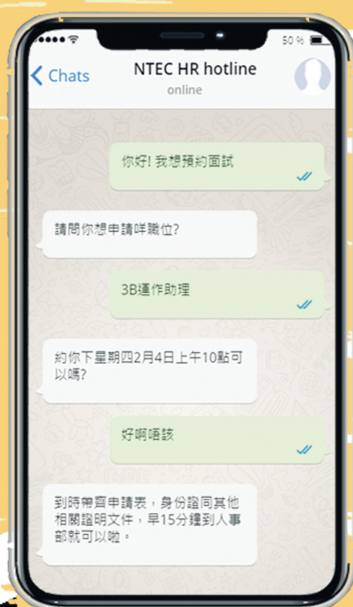 50 %
Chats
NTEC HR hotline
online
你好! 我想預約面試
請問你想申請咩職位?
3B運作助理
約你下星期四2月4日上午10點可
以嗎?
好啊唔該
到時帶齊申請表，身份證同其他
相關證明文件，早15分鐘到人事
部就可以啦。